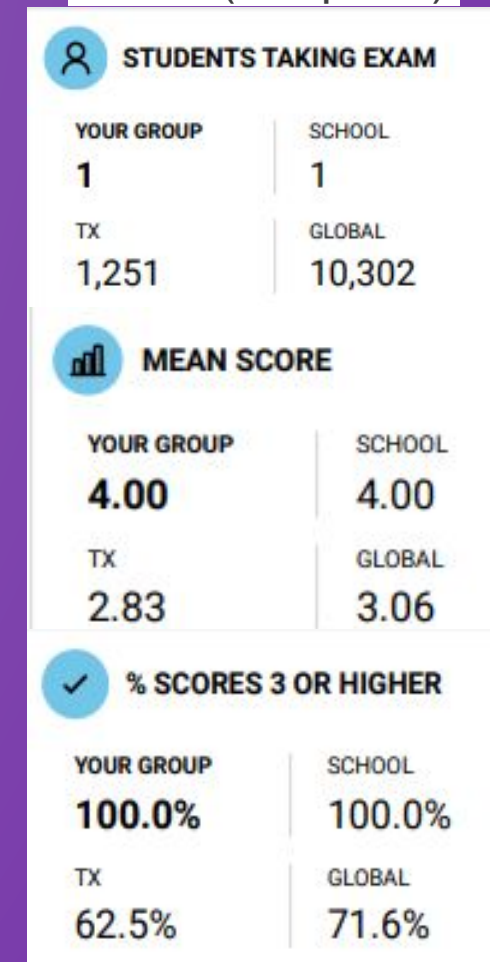 STUDENTS TAKING EXAM
YOUR GROUP
SCHOOL
1
1
TX
GLOBAL
1,251
10,302
MEAN SCORE
YOUR GROUP
SCHOOL
4.00
4.00
TX
GLOBAL
2.83
3.06
% SCORES 3 OR HIGHER
YOUR GROUP
SCHOOL
100.0%
100.0%
TX
GLOBAL
62.5%
71.6%